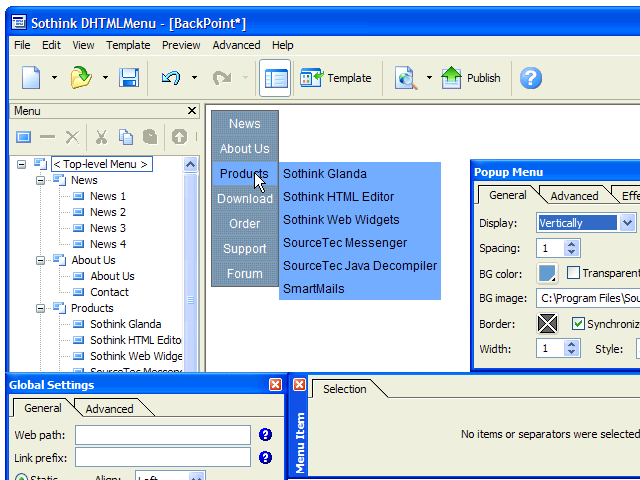 Sothink DHTMLMenu - [BackPoint*]
File Edit View Template Preview Advanced Help
Template Publish
Menu
< Top-level Menu >
News
News 1
News 2
News 3
News 4
About Us
About Us
Contact
Products
Sothink Glanda
Sothink HTML Edito
Sothink Web Widge
SourceTec Messen
News
About Us
Products
Download
Order
Support
Forum
Sothink Glanda
Sothink HTML Editor
Sothink Web Widgets
SourceTec Messenger
SourceTec Java Decompiler
SmartMails
Popup Menu
General Advanced Effe
Display: Vertically
Spacing: 1
BG color: Transparent
BG image: C:\Program Files\Sou
Border: Synchroniz
Width: 1 Style:
Global Settings
General Advanced
Web path:
Link prefix:
Static Align: Left
Menu Item
Selection
No items or separators were selected